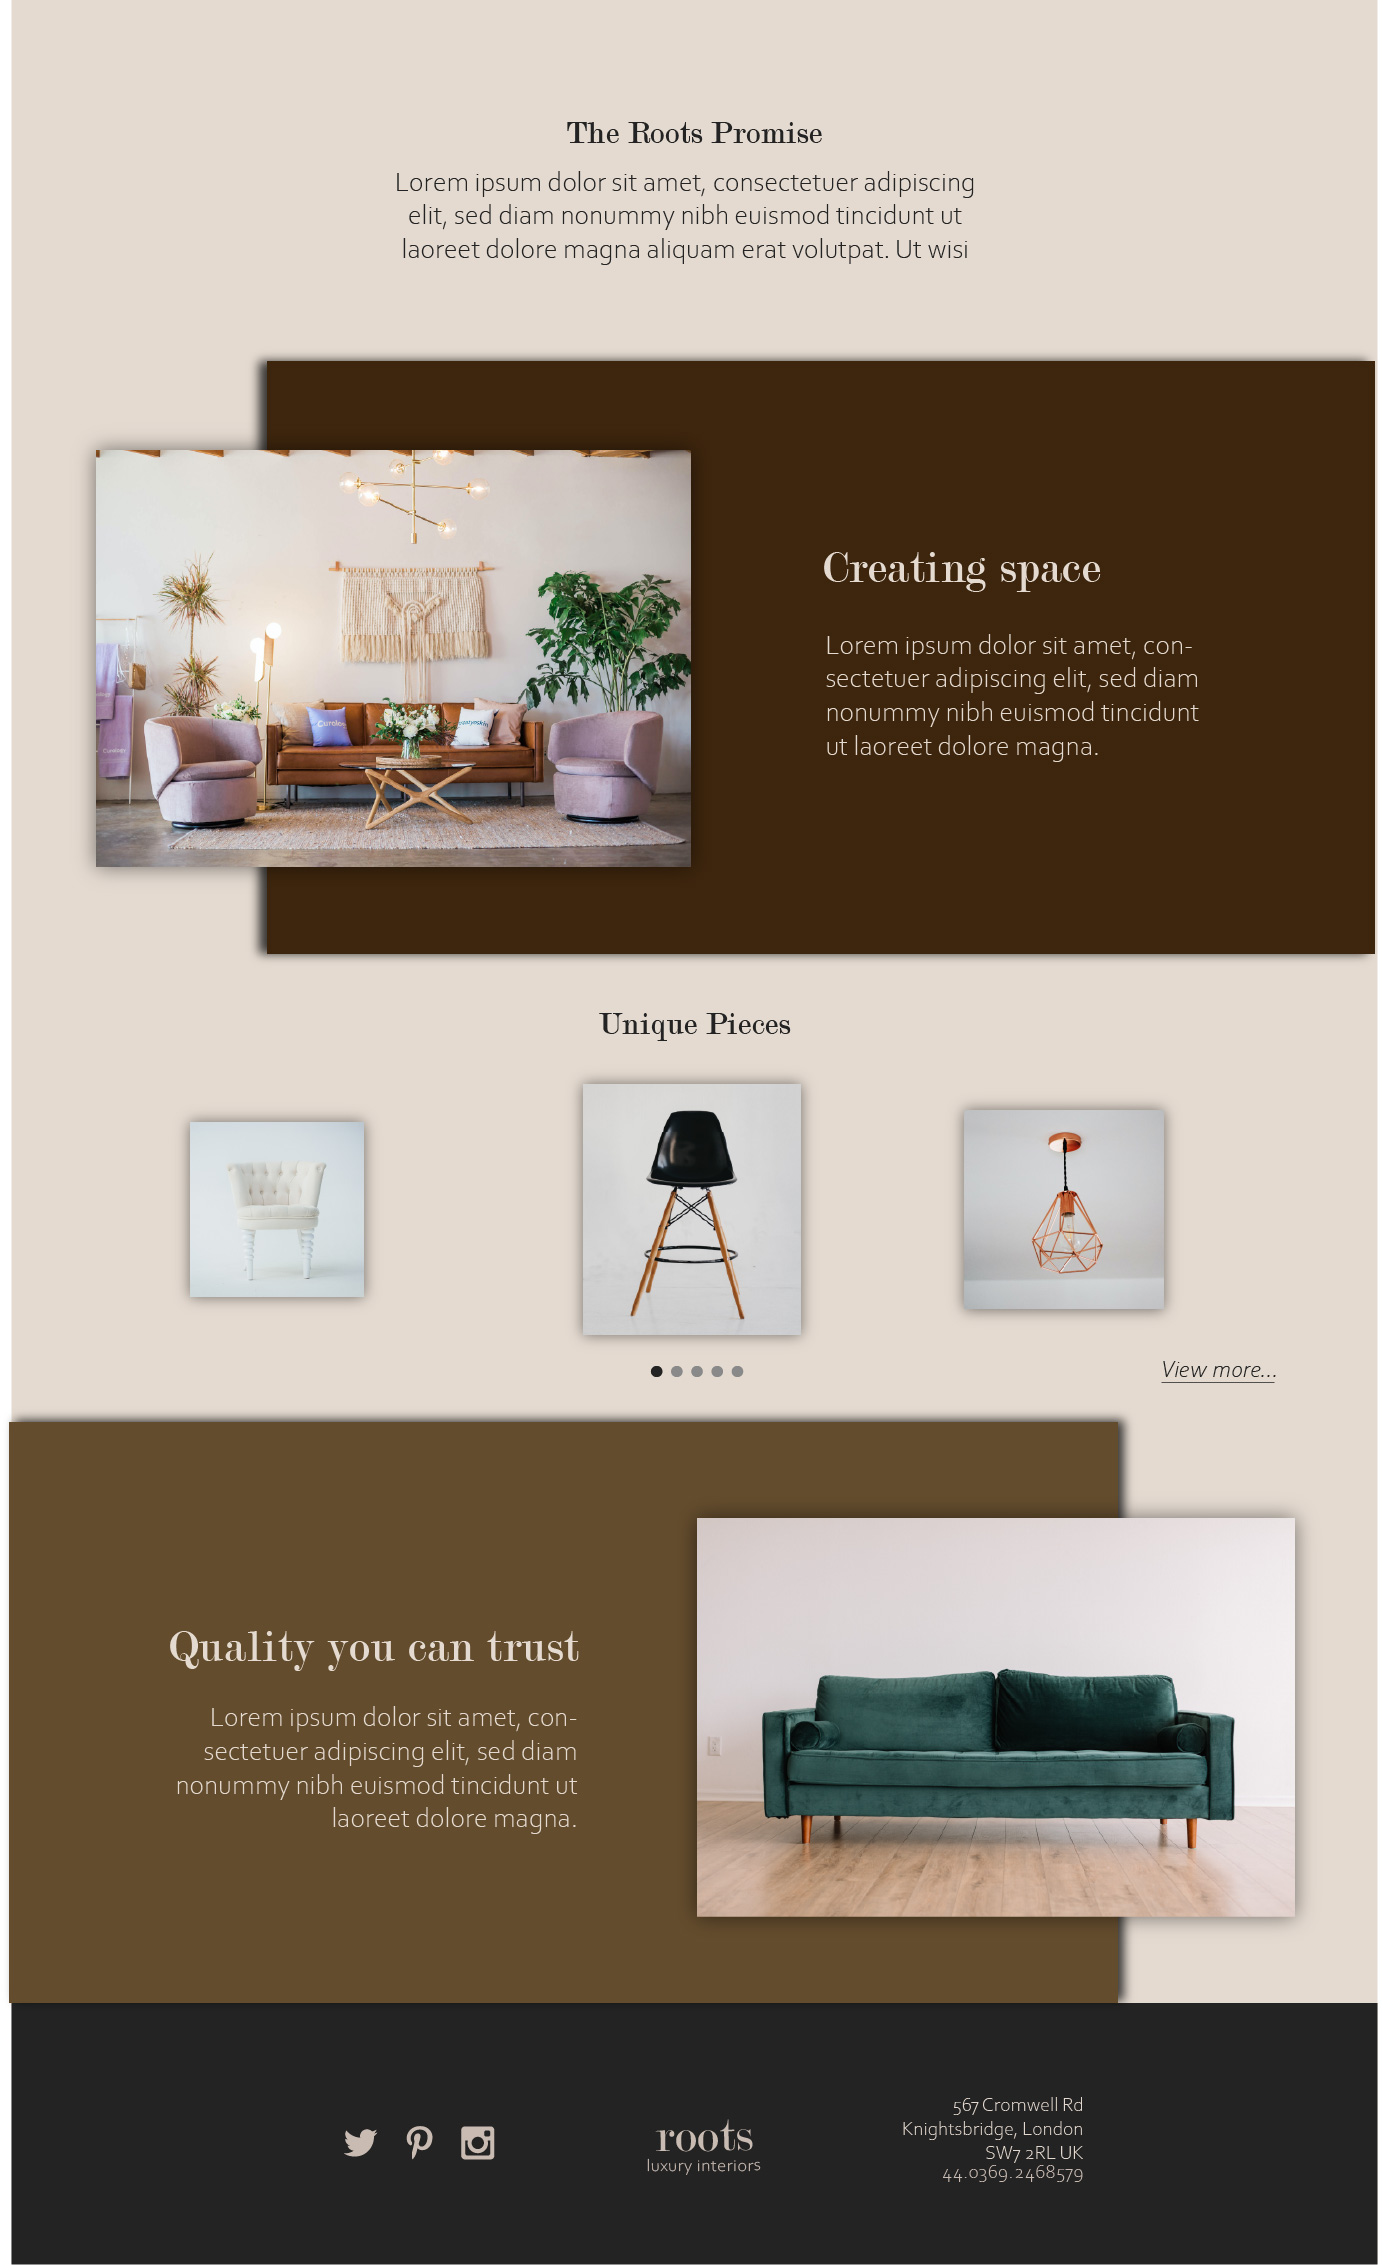 The Roots Promise
Lorem ipsum dolor sit amet, consectetuer adipiscing
elit, sed diam nonummy nibh euismod tincidunt ut
laoreet dolore magna aliquam erat volutpat. Ut wisi
Creating space
Lorem ipsum dolor sit amet, con-
sectetuer adipiscing elit, sed diam
nonummy nibh euismod tincidunt
ut laoreet dolore magna.
Unique Pieces
View more...
Quality you can trust
Lorem ipsum dolor sit amet, con-
sectetuer adipiscing elit, sed diam
nonummy nibh euismod tincidunt ut
laoreet dolore magna.
roots
luxury interiors
567 Cromwell Rd
Knightsbridge, London
SW7 2RL UK
44.0369.2468579